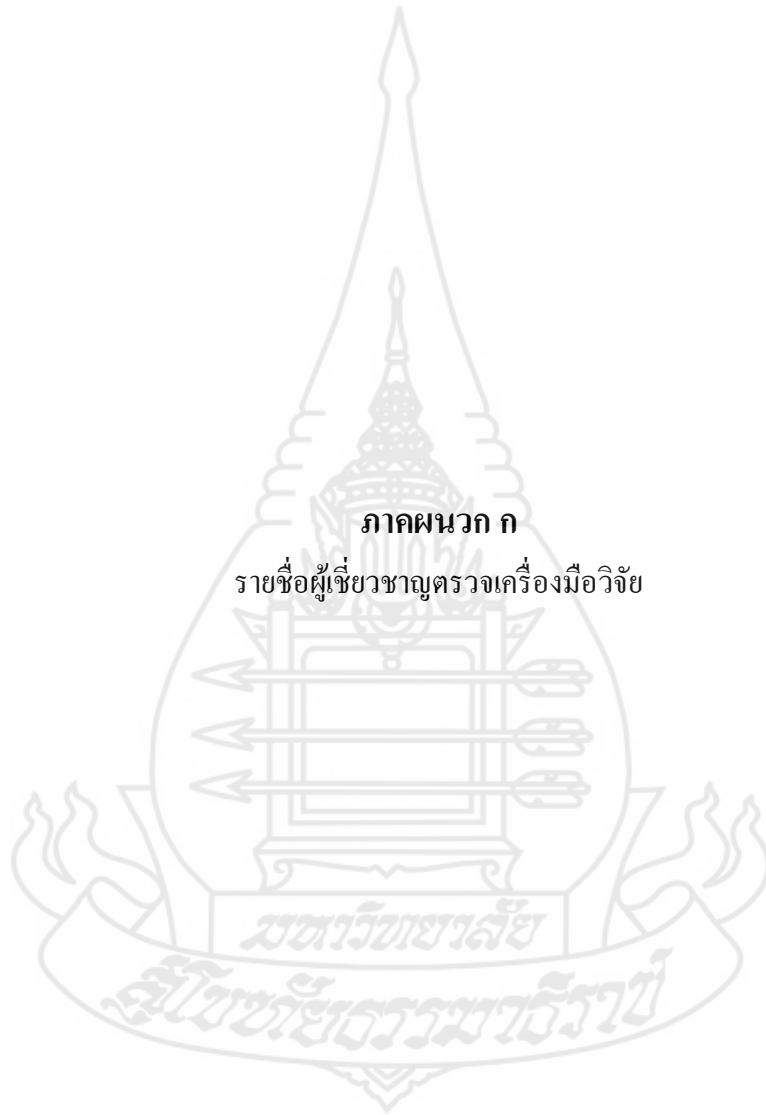 ภาคผนวก ก
รายชื่อผู้เชี่ยวชาญตรวจเครื่องมือวิจัย
มหาวิทยาลัย
สุโขทัยธรรมาธิราช